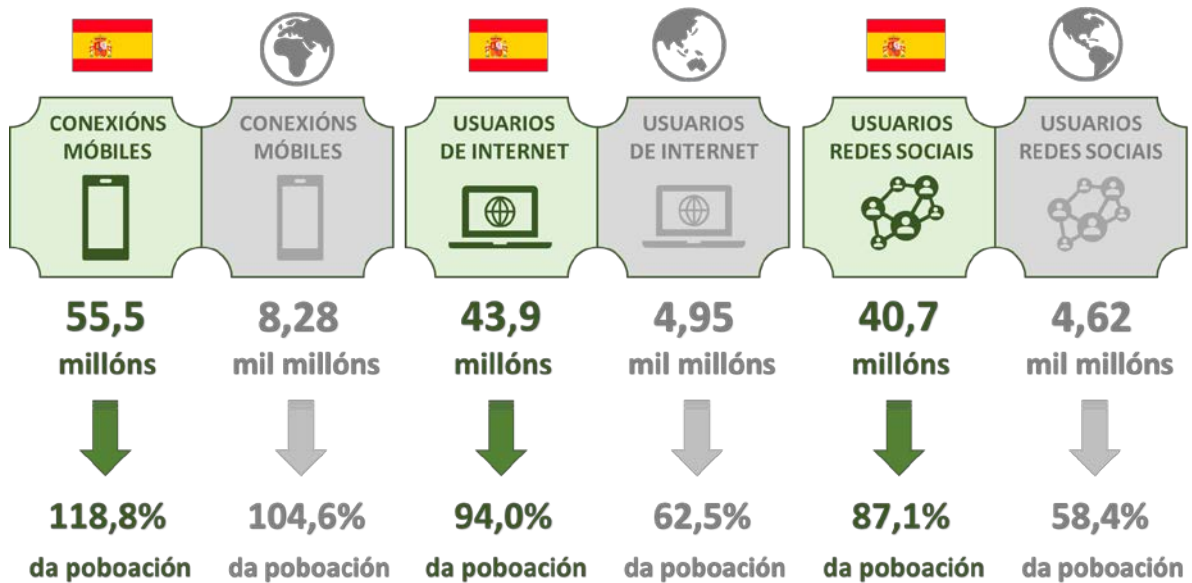 CONEXIÓNS
MÓBILES
CONEXIÓNS
MÓBILES
USUARIOS
DE INTERNET
USUARIOS
DE INTERNET
USUARIOS
REDES SOCIAIS
USUARIOS
REDES SOCIAIS
55,5
millóns
8,28
mil millóns
43,9
millóns
4,95
mil millóns
40,7
millóns
4,62
mil millóns
118,8%
da poboación
104,6%
da poboación
94,0%
da poboación
62,5%
da poboación
87,1%
da poboación
58,4%
da poboación